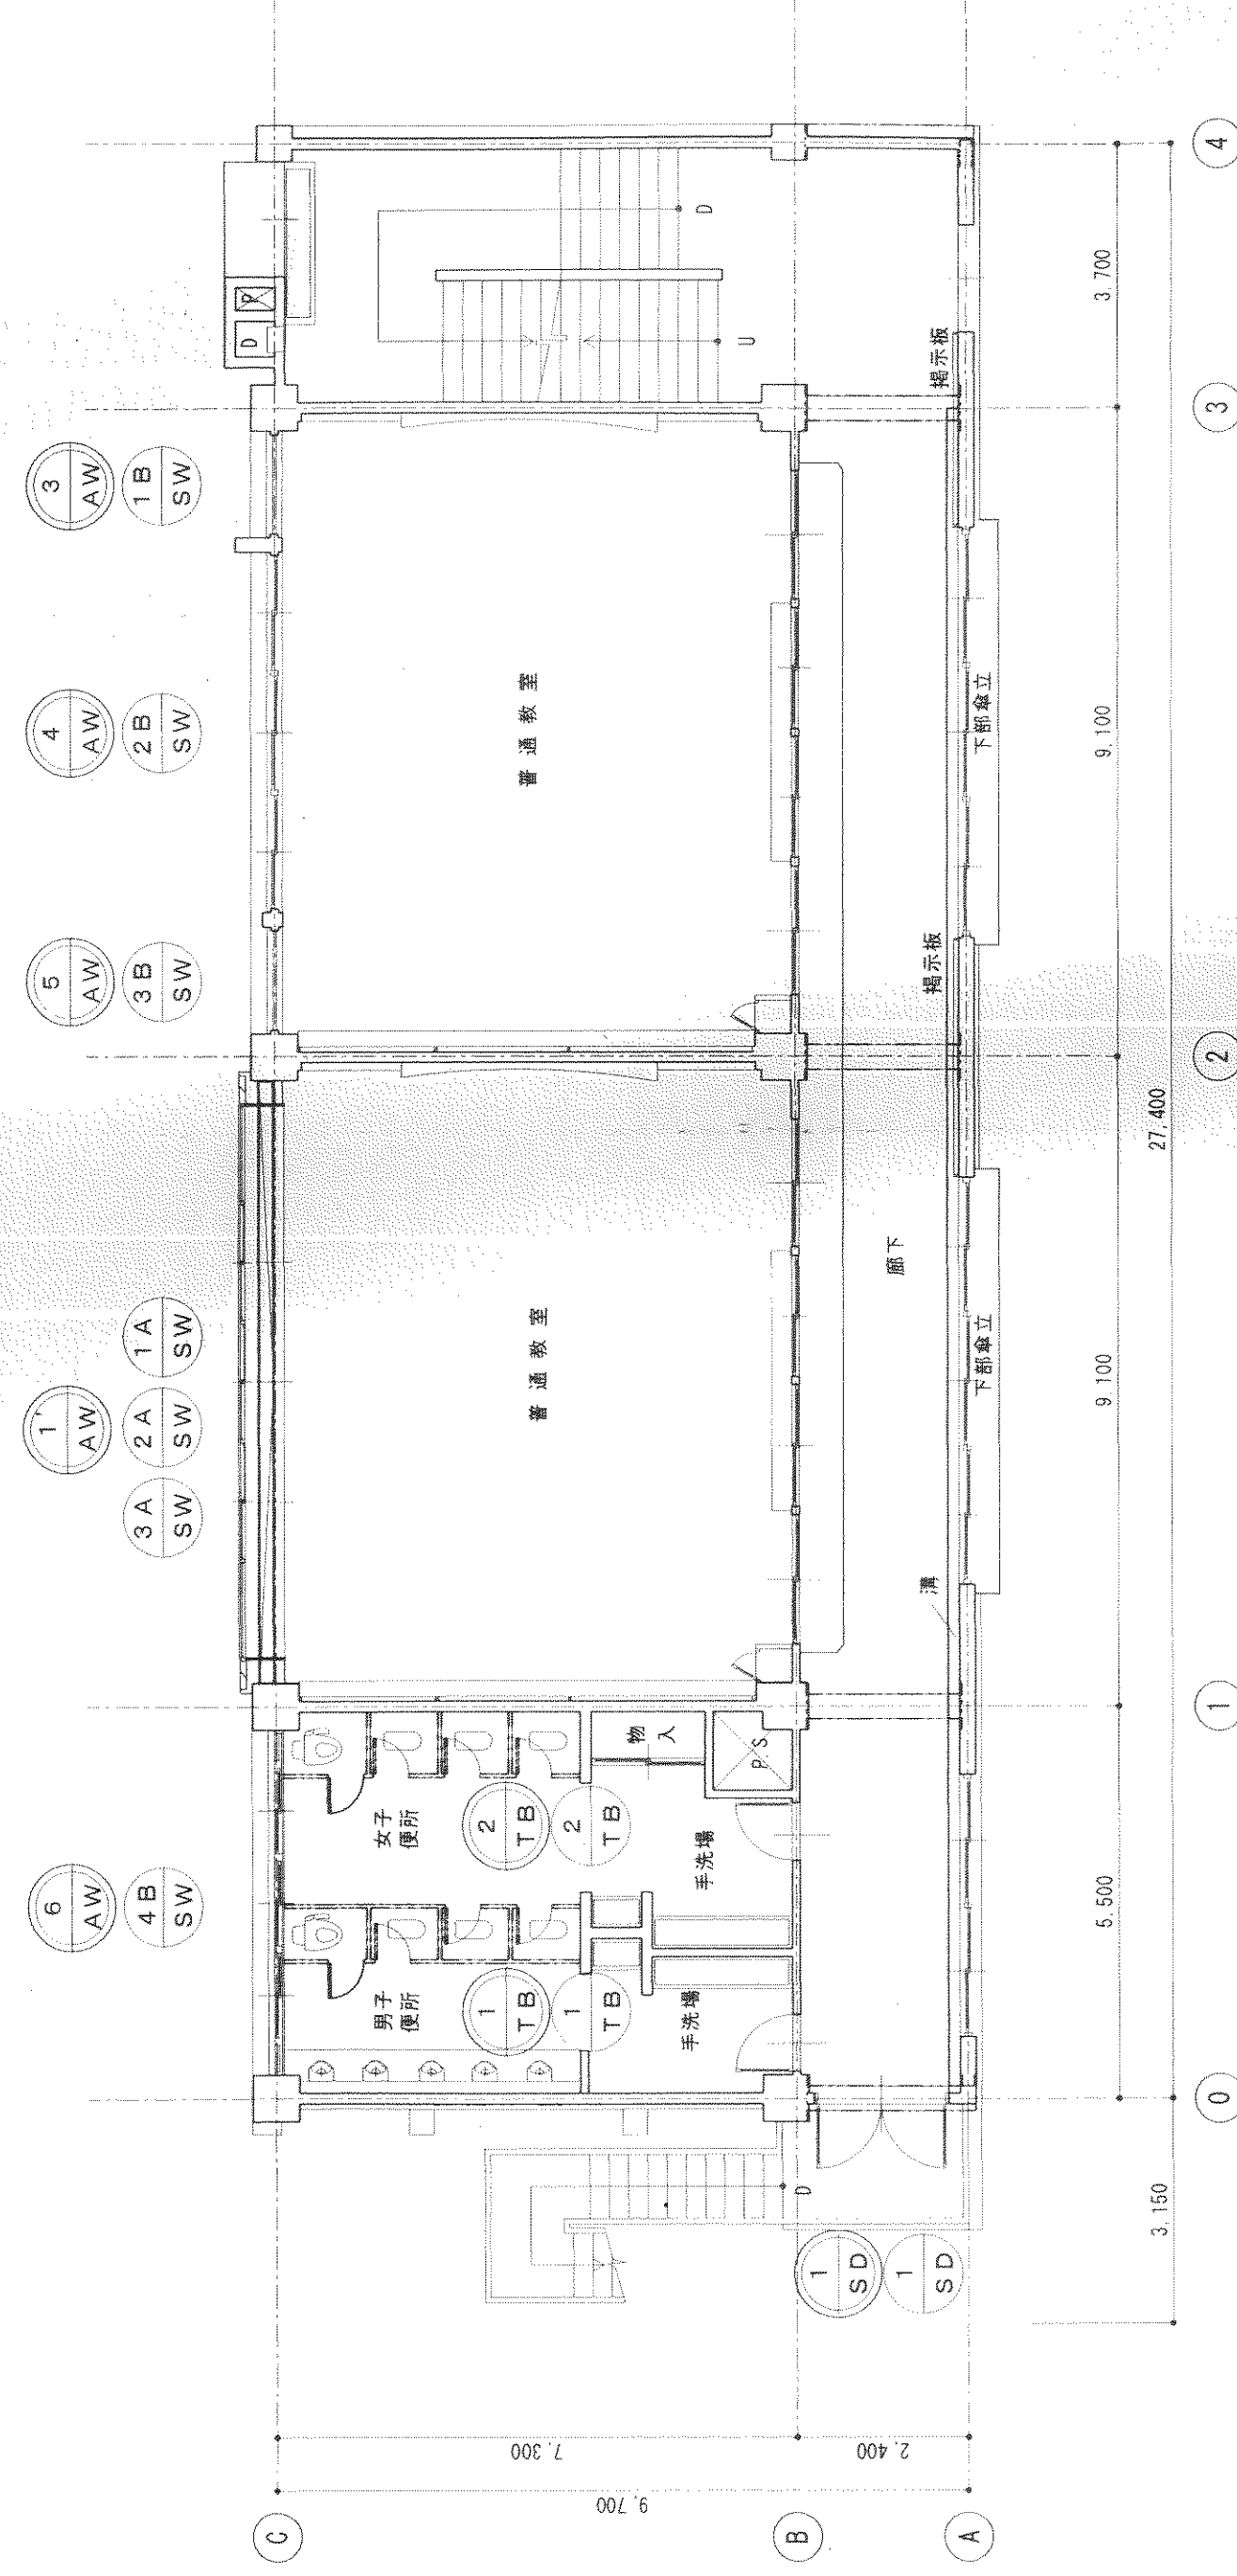 6
AW
4B
SW
1
AW
3A
SW
2A
SW
1A
SW
5
AW
3B
SW
4
AW
2B
SW
3
AW
1B
SW
D
P
男子
便所
女子
便所
1
TB
1
TB
2
TB
2
TB
手洗場
手洗場
物入
P.S
普通教室
普通教室
D
U
D
廊下
溝
掲示板
掲示板
下部傘立
下部傘立
1
SD
1
SD
7,300
2,400
9,700
C
B
A
5,500
9,100
9,100
3,700
3,150
27,400
0
1
2
3
4